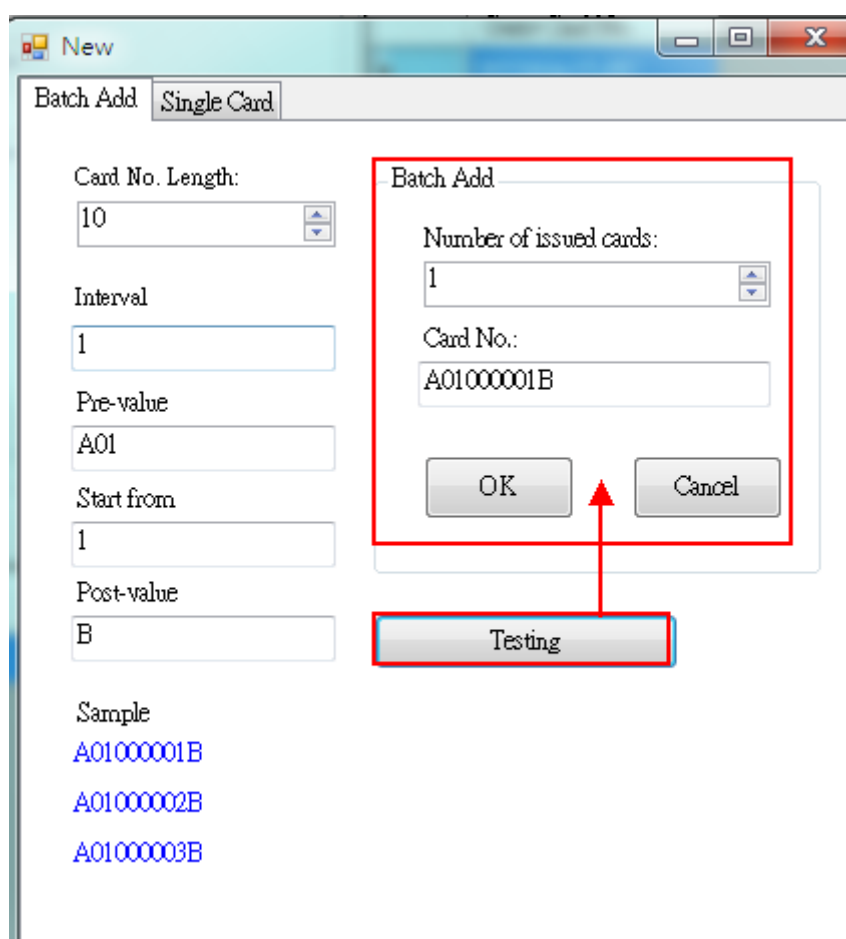 New
Batch Add
Single Card
Card No. Length:
10
Interval
1
Pre-value
A01
Start from
1
Post-value
B
Sample
A01000001B
A01000002B
A01000003B
Batch Add
Number of issued cards:
1
Card No.:
A01000001B
OK
Cancel
Testing